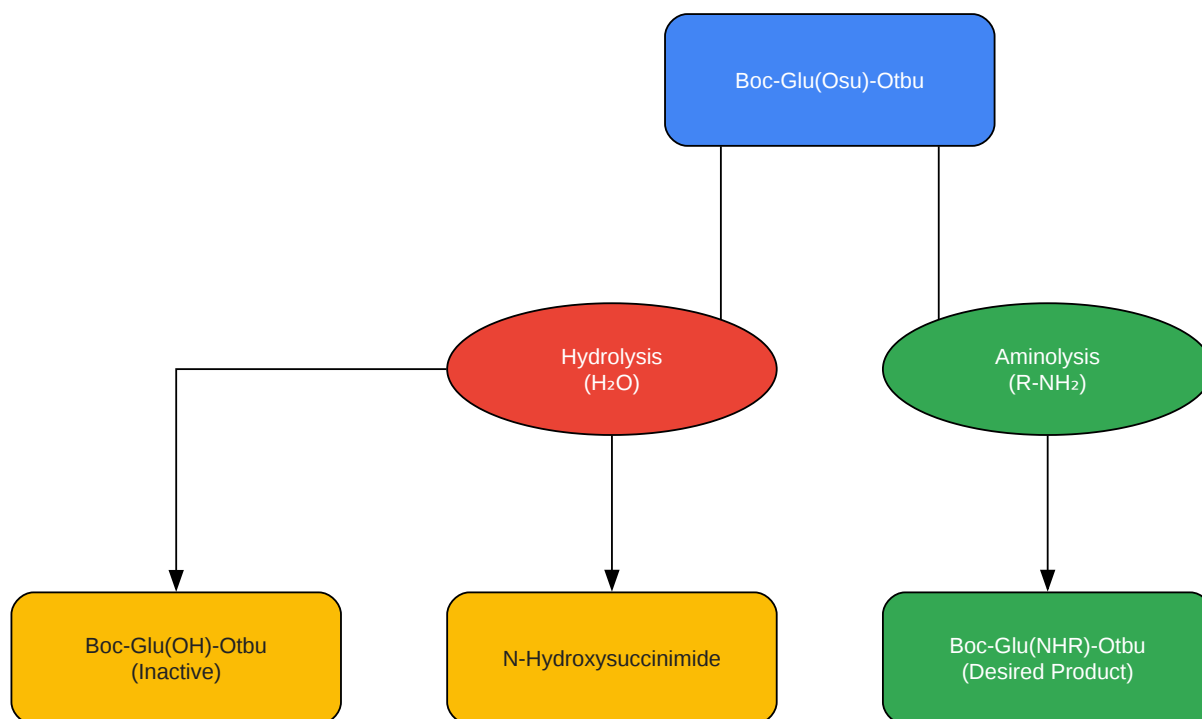 Boc-Glu(Osu)-Otbu
Hydrolysis
(H₂O)
Aminolysis
(R-NH₂)
Boc-Glu(OH)-Otbu
(Inactive)
N-Hydroxysuccinimide
Boc-Glu(NHR)-Otbu
(Desired Product)